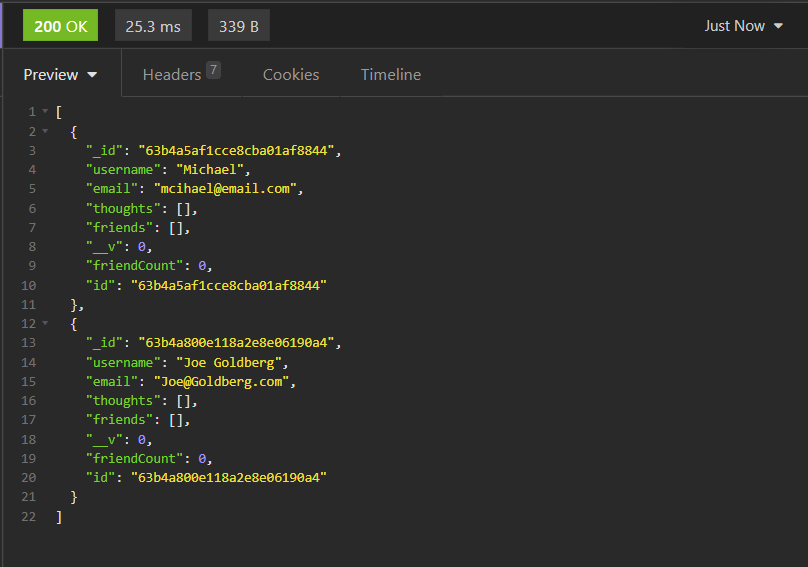 200 OK 25.3 ms 339 B Just Now
Preview Headers 7 Cookies Timeline
1 [
2 {
3 "_id": "63b4a5af1cce8cba01af8844",
4 "username": "Michael",
5 "email": "mcihael@email.com",
6 "thoughts": [],
7 "friends": [],
8 "__v": 0,
9 "friendCount": 0,
10 "id": "63b4a5af1cce8cba01af8844"
11 },
12 {
13 "_id": "63b4a800e118a2e8e06190a4",
14 "username": "Joe Goldberg",
15 "email": "Joe@Goldberg.com",
16 "thoughts": [],
17 "friends": [],
18 "__v": 0,
19 "friendCount": 0,
20 "id": "63b4a800e118a2e8e06190a4"
21 }
22 ]